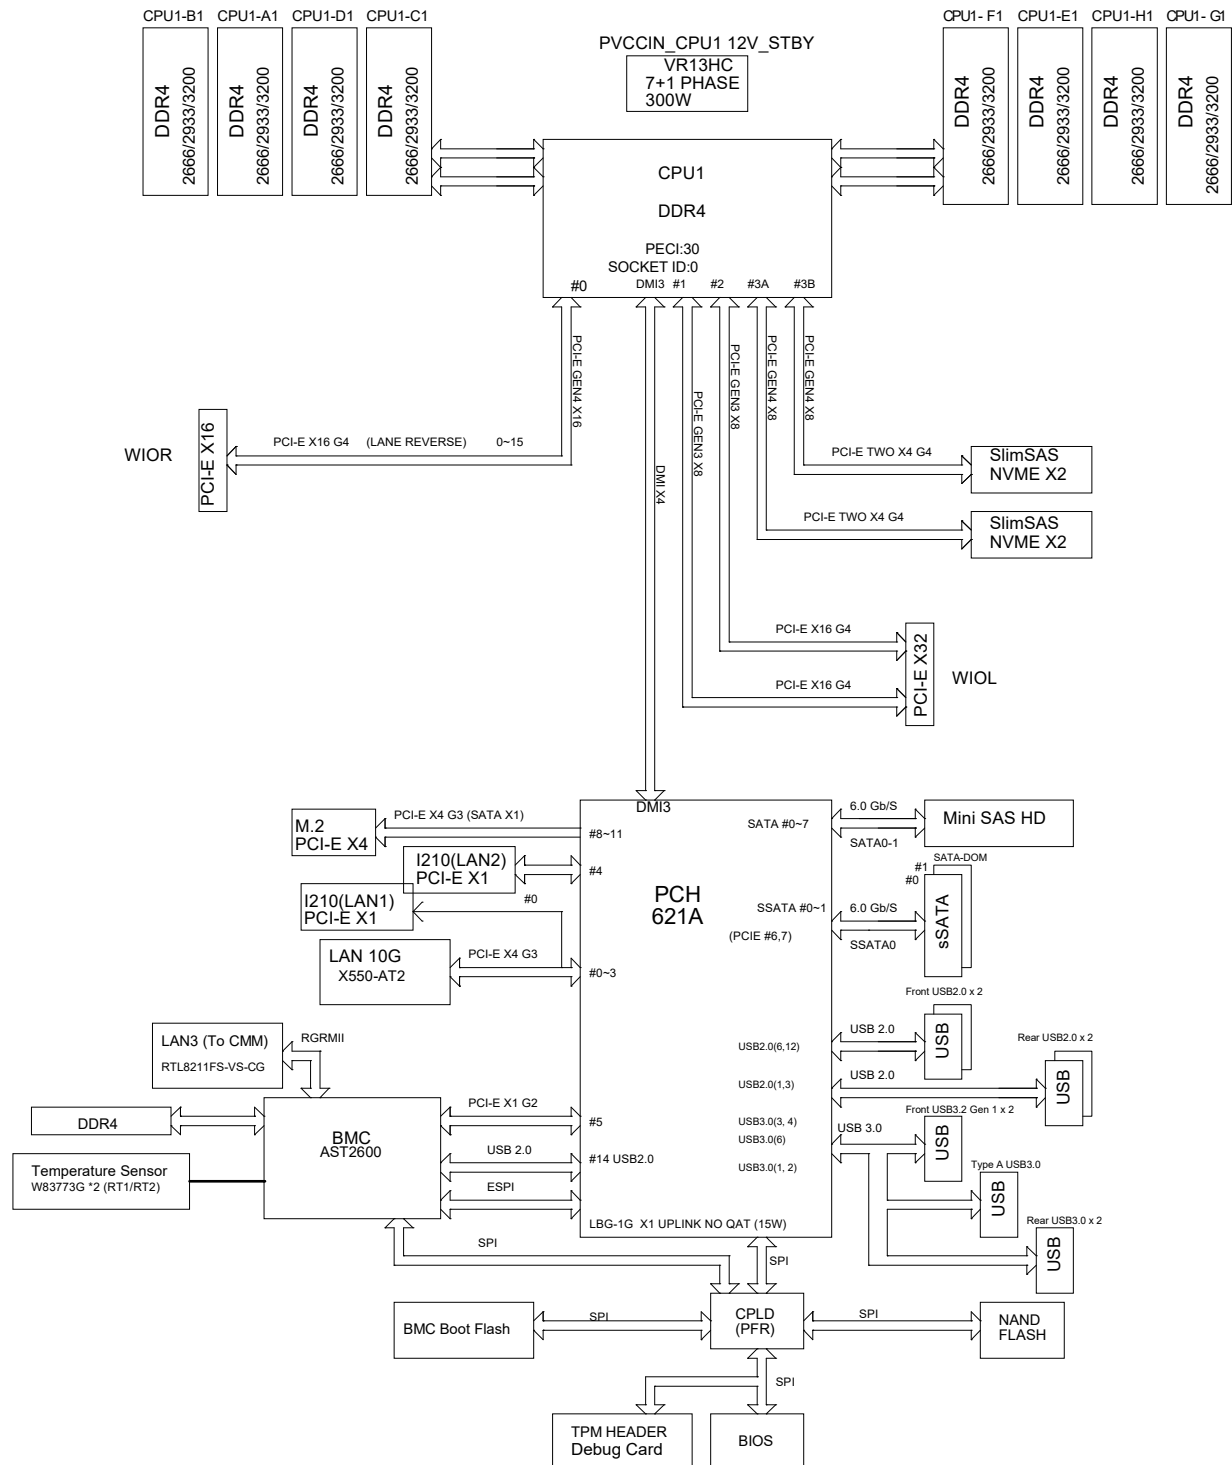 CPU1-B1
CPU1-A1
CPU1-D1
CPU1-C1
CPU1- F1
CPU1-E1
CPU1-H1
CPU1- G1
DDR4
2666/2933/3200
DDR4
2666/2933/3200
DDR4
2666/2933/3200
DDR4
2666/2933/3200
PVCCIN_CPU1 12V_STBY
VR13HC
7+1 PHASE
300W
DDR4
2666/2933/3200
DDR4
2666/2933/3200
DDR4
2666/2933/3200
DDR4
2666/2933/3200
CPU1
DDR4
PECI:30
SOCKET ID:0
#0
DMI3
#1
#2
#3A
#3B
PCI-E GEN4 X16
DMI X4
PCI-E GEN3 X8
PCI-E GEN3 X8
PCI-E GEN4 X8
PCI-E GEN4 X8
WIOR
PCI-E X16
PCI-E X16 G4 (LANE REVERSE) 0~15
PCI-E TWO X4 G4
SlimSAS
NVME X2
PCI-E TWO X4 G4
SlimSAS
NVME X2
PCI-E X16 G4
PCI-E X16 G4
PCI-E X32
WIOL
DMI3
M.2
PCI-E X4
PCI-E X4 G3 (SATA X1)
#8~11
I210(LAN2)
PCI-E X1
#4
I210(LAN1)
PCI-E X1
#0
LAN 10G
X550-AT2
PCI-E X4 G3
#0~3
PCH
621A
SATA #0~7
6.0 Gb/S
SATA0-1
Mini SAS HD
SSATA #0~1
(PCIE #6,7)
6.0 Gb/S
SSATA0
SATA-DOM
#1
#0
sSATA
Front USB2.0 x 2
USB2.0(6,12)
USB 2.0
USB
Rear USB2.0 x 2
USB2.0(1,3)
USB 2.0
USB
Front USB3.2 Gen 1 x 2
USB3.0(3, 4)
USB3.0(6)
USB3.0(1, 2)
USB 3.0
USB
Type A USB3.0
USB
Rear USB3.0 x 2
USB
LAN3 (To CMM)
RTL8211FS-VS-CG
RGRMII
DDR4
Temperature Sensor
W83773G *2 (RT1/RT2)
BMC
AST2600
PCI-E X1 G2
#5
USB 2.0
#14 USB2.0
ESPI
LBG-1G X1 UPLINK NO QAT (15W)
SPI
SPI
BMC Boot Flash
SPI
CPLD
(PFR)
SPI
NAND
FLASH
SPI
TPM HEADER
Debug Card
BIOS